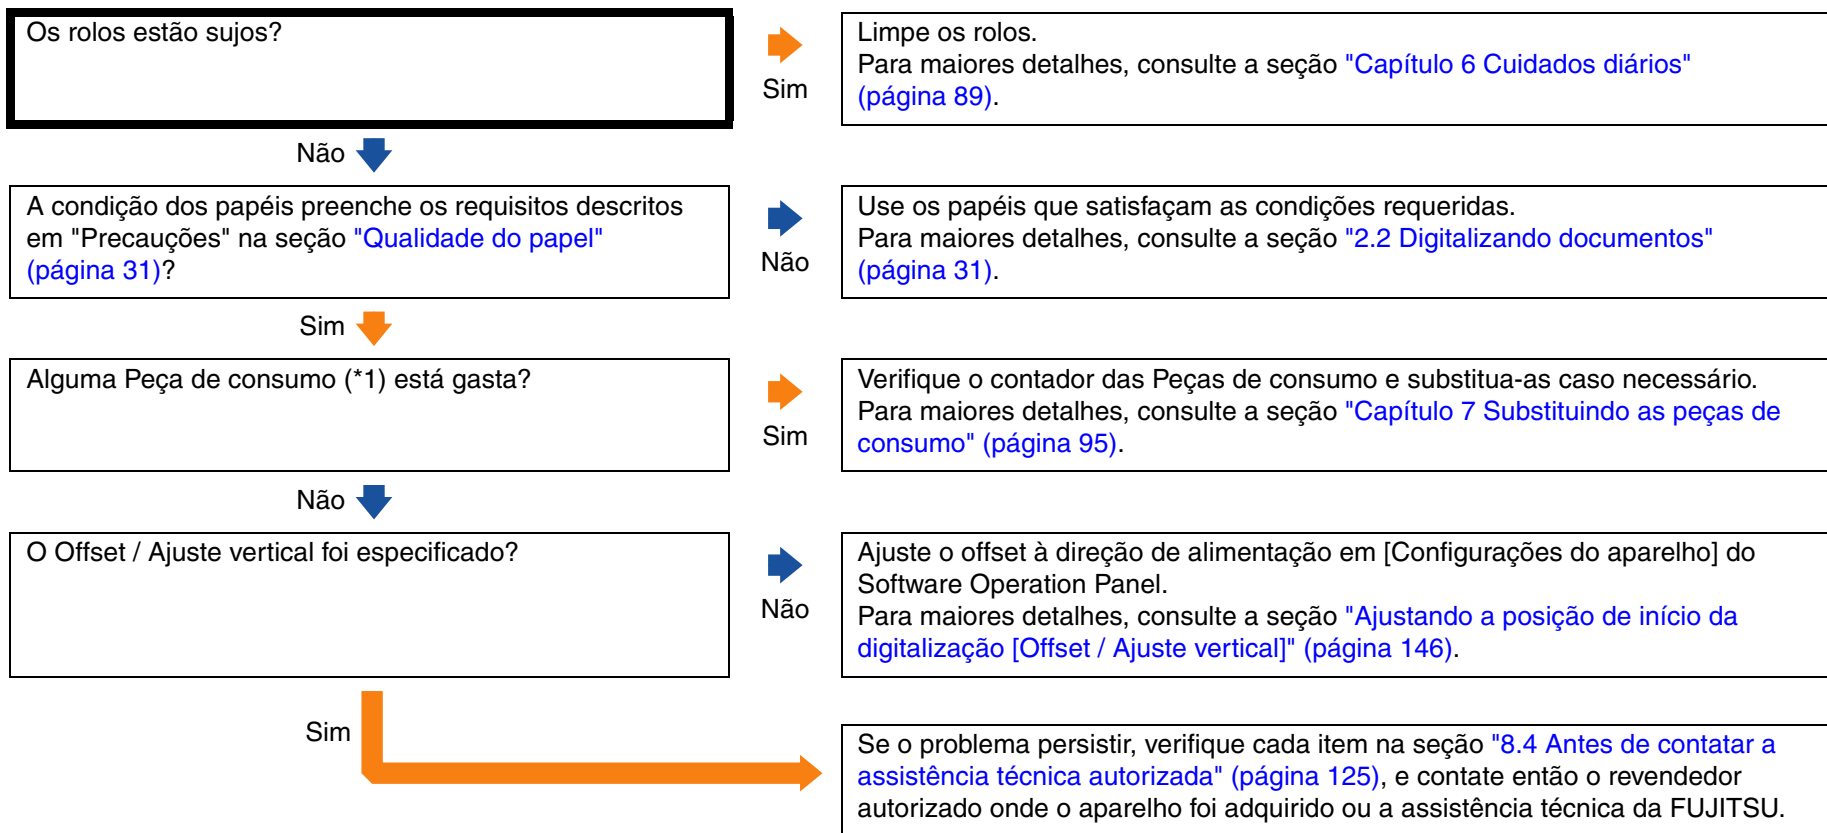 Os rolos estão sujos?
Sim
Limpe os rolos.
Para maiores detalhes, consulte a seção "Capítulo 6 Cuidados diários"
(página 89).
Não
A condição dos papéis preenche os requisitos descritos
em "Precauções" na seção "Qualidade do papel"
(página 31)?
Não
Use os papéis que satisfaçam as condições requeridas.
Para maiores detalhes, consulte a seção "2.2 Digitalizando documentos"
(página 31).
Sim
Alguma Peça de consumo (*1) está gasta?
Sim
Verifique o contador das Peças de consumo e substitua-as caso necessário.
Para maiores detalhes, consulte a seção "Capítulo 7 Substituindo as peças de
consumo" (página 95).
Não
O Offset / Ajuste vertical foi especificado?
Não
Ajuste o offset à direção de alimentação em [Configurações do aparelho] do
Software Operation Panel.
Para maiores detalhes, consulte a seção "Ajustando a posição de início da
digitalização [Offset / Ajuste vertical]" (página 146).
Sim
Se o problema persistir, verifique cada item na seção "8.4 Antes de contatar a
assistência técnica autorizada" (página 125), e contate então o revendedor
autorizado onde o aparelho foi adquirido ou a assistência técnica da FUJITSU.